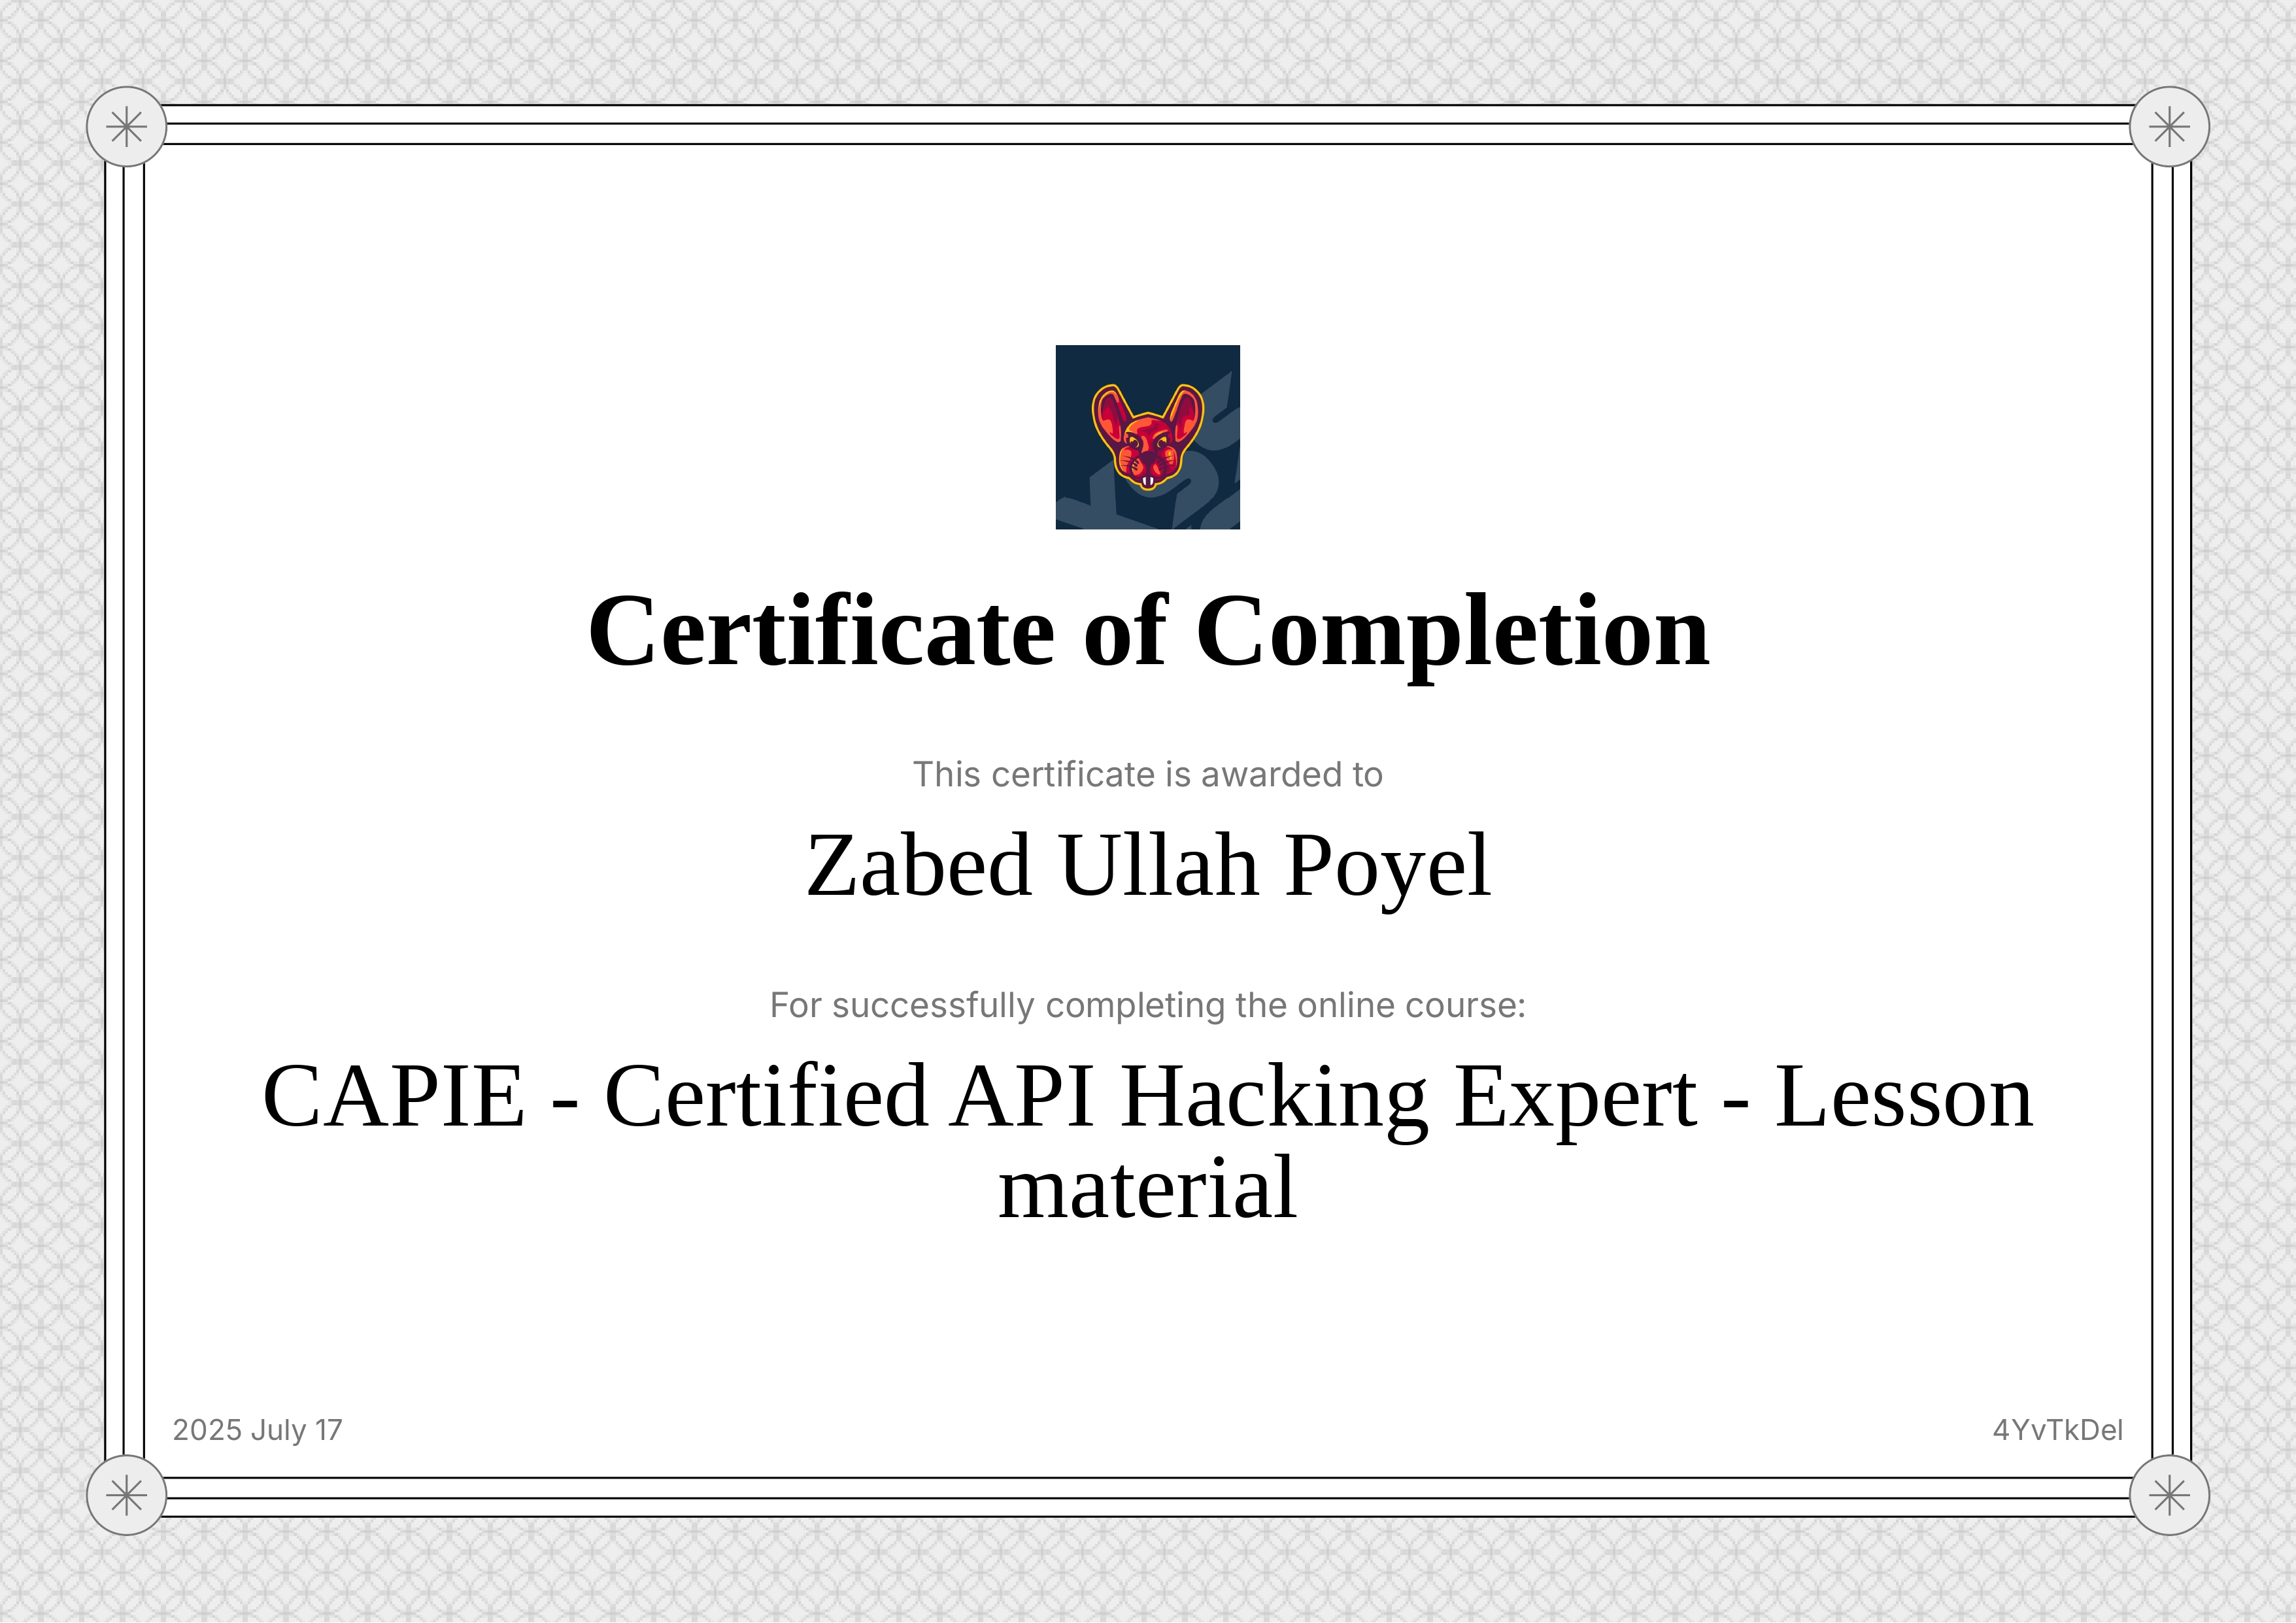 Certificate of Completion
This certificate is awarded to
Zabed Ullah Poyel
For successfully completing the online course:
CAPIE - Certified API Hacking Expert - Lesson
material
2025 July 17
4YvTkDel